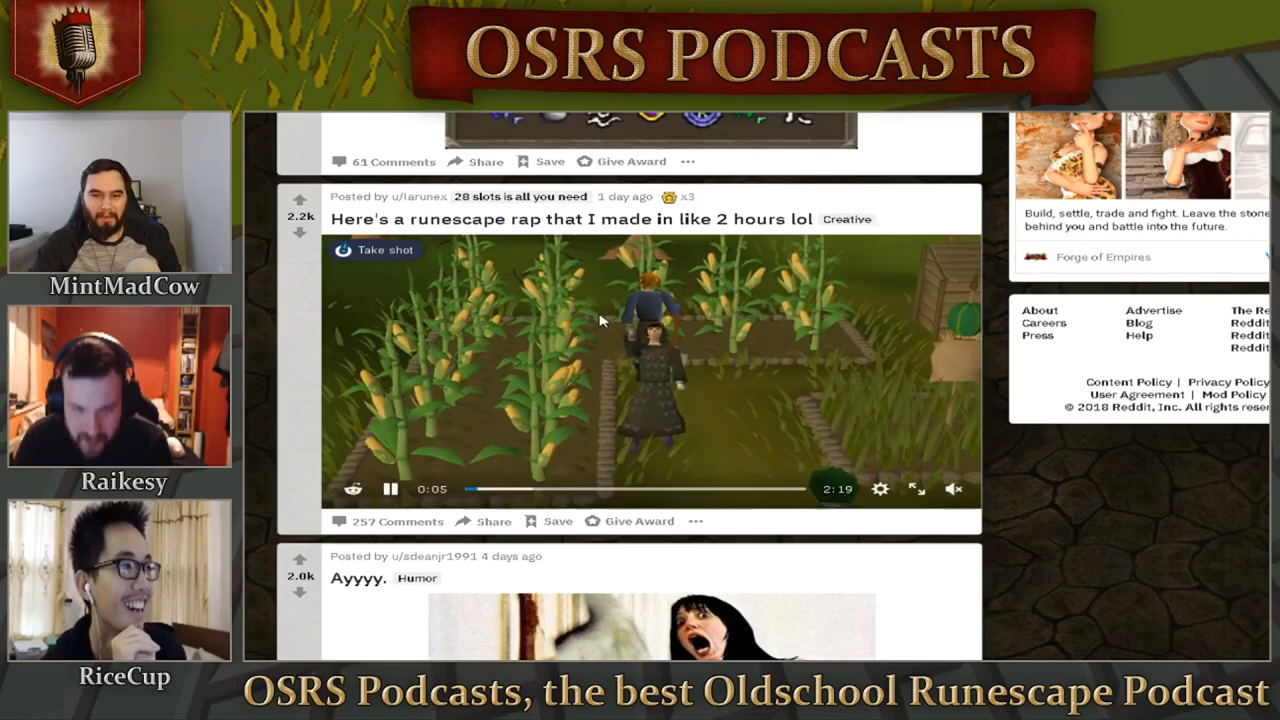 OSRS PODCASTS
MintMadCow
Raikesy
RiceCup
61 Comments Share Save Give Award ...
2.2k
Posted by u/larunex 28 slots is all you need 1 day ago x3
Here's a runescape rap that I made in like 2 hours lol Creative
Take shot
0:05 2:19
257 Comments Share Save Give Award ...
2.0k
Posted by u/sdeanjr1991 4 days ago
Ayyyy. Humor
Build, settle, trade and fight. Leave the stone
behind you and battle into the future.
Forge of Empires
About Advertise The Re
Careers Blog Reddit
Press Help Reddit
Reddit
Content Policy | Privacy Policy
User Agreement | Mod Policy
© 2018 Reddit, Inc. All rights reser
OSRS Podcasts, the best Oldschool Runescape Podcast